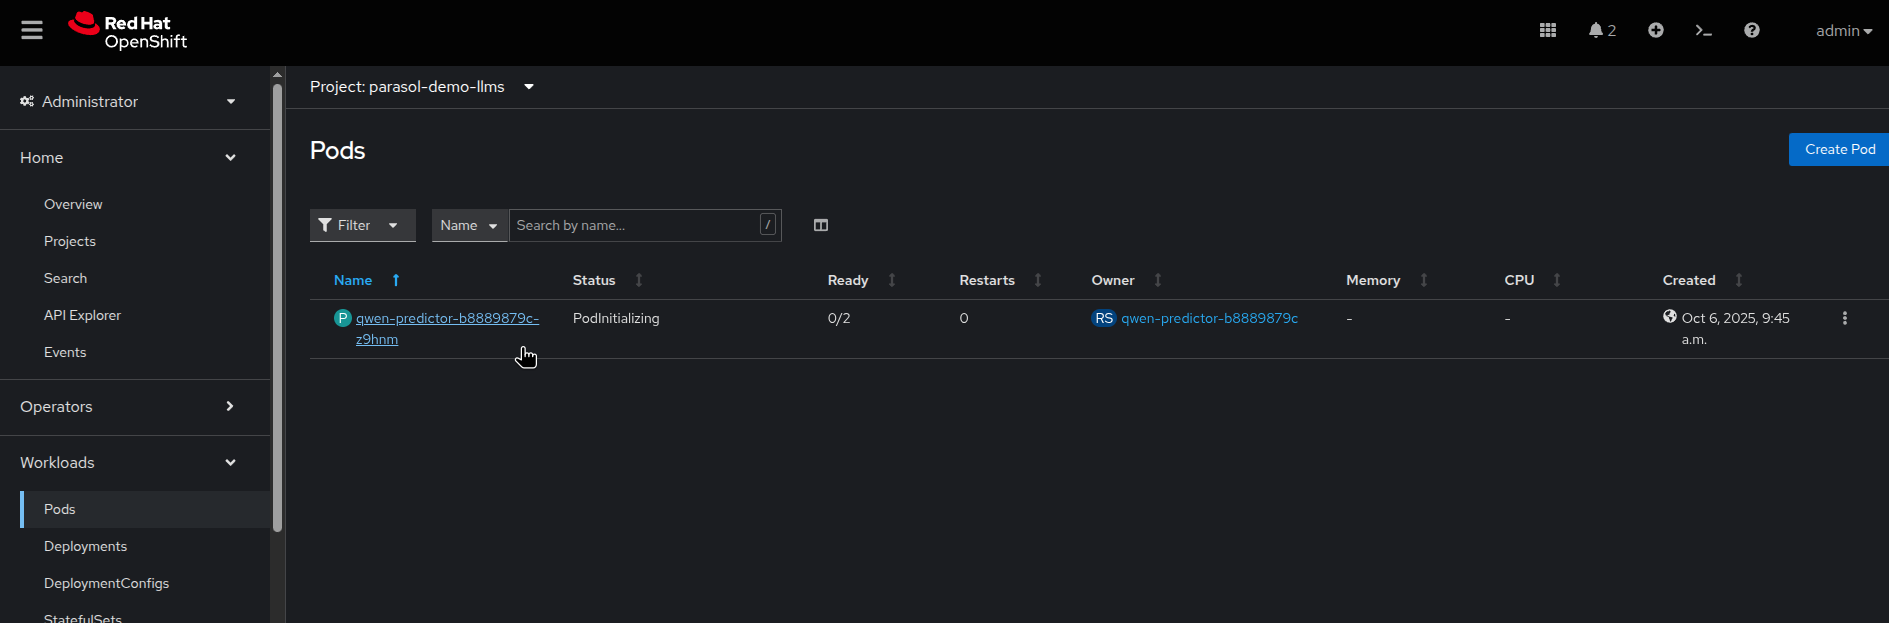 Red Hat
OpenShift
2
admin
Administrator
Project: parasol-demo-llms
Home
Overview
Projects
Search
API Explorer
Events
Operators
Workloads
Pods
Deployments
DeploymentConfigs
StatefulSets
Pods
Create Pod
Filter
Name
Search by name...
/
Name
Status
Ready
Restarts
Owner
Memory
CPU
Created
P
qwen-predictor-b8889879c-
z9hnm
PodInitializing
0/2
0
RS
qwen-predictor-b8889879c
-
-
Oct 6, 2025, 9:45
a.m.